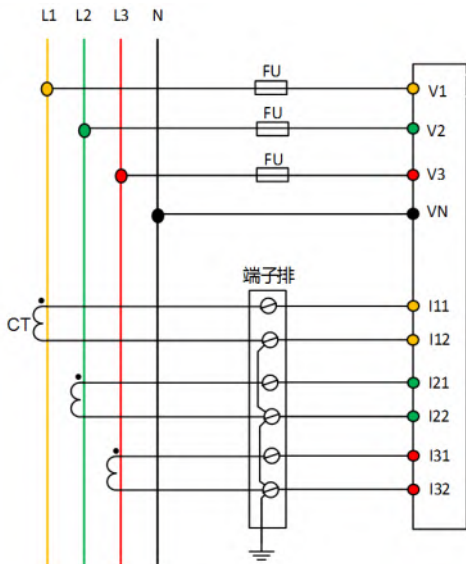 L1 L2 L3 N
FU
V1
FU
V2
FU
V3
VN
端子排
I11
CT
I12
I21
I22
I31
I32